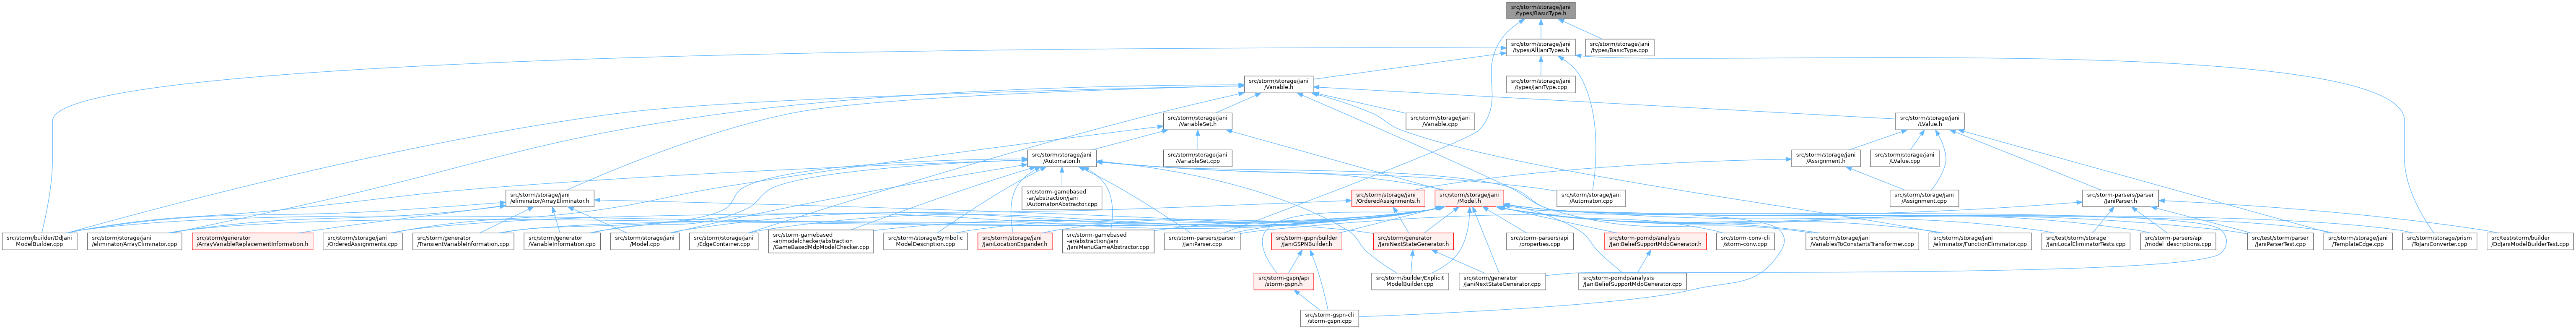 src/storm/storage/jani
/types/BasicType.h
src/storm/storage/jani
/types/AllJaniTypes.h
src/storm/storage/jani
/types/BasicType.cpp
src/storm/storage/jani
/Variable.h
src/storm/storage/jani
/types/JaniType.cpp
src/storm/storage/jani
/VariableSet.h
src/storm/storage/jani
/Variable.cpp
src/storm/storage/jani
/LValue.h
src/storm/storage/jani
/Automaton.h
src/storm/storage/jani
/VariableSet.cpp
src/storm/storage/jani
/Assignment.h
src/storm/storage/jani
/LValue.cpp
src/storm/storage/jani
/eliminator/ArrayEliminator.h
src/storm-gamebased
-ar/abstraction/jani
/AutomatonAbstractor.cpp
src/storm/storage/jani
/OrderedAssignments.h
src/storm/storage/jani
/Model.h
src/storm/storage/jani
/Automaton.cpp
src/storm/storage/jani
/Assignment.cpp
src/storm-parsers/parser
/JaniParser.h
src/storm/builder/DdJani
ModelBuilder.cpp
src/storm/storage/jani
/eliminator/ArrayEliminator.cpp
src/storm/generator
/ArrayVariableReplacementInformation.h
src/storm/storage/jani
/OrderedAssignments.cpp
src/storm/generator
/TransientVariableInformation.cpp
src/storm/generator
/VariableInformation.cpp
src/storm/storage/jani
/Model.cpp
src/storm/storage/jani
/EdgeContainer.cpp
src/storm-gamebased
-ar/modelchecker/abstraction
/GameBasedMdpModelChecker.cpp
src/storm/storage/Symbolic
ModelDescription.cpp
src/storm/storage/jani
/JaniLocationExpander.h
src/storm-gamebased
-ar/abstraction/jani
/JaniMenuGameAbstractor.cpp
src/storm-parsers/parser
/JaniParser.cpp
src/storm-gspn/builder
/JaniGSPNBuilder.h
src/storm/generator
/JaniNextStateGenerator.h
src/storm-parsers/api
/properties.cpp
src/storm-pomdp/analysis
/JaniBeliefSupportMdpGenerator.h
src/storm-conv-cli
/storm-conv.cpp
src/storm/storage/jani
/VariablesToConstantsTransformer.cpp
src/storm/storage/jani
/eliminator/FunctionEliminator.cpp
src/test/storm/storage
/JaniLocalEliminatorTests.cpp
src/storm-parsers/api
/model_descriptions.cpp
src/test/storm/parser
/JaniParserTest.cpp
src/storm/storage/jani
/TemplateEdge.cpp
src/storm/storage/prism
/ToJaniConverter.cpp
src/test/storm/builder
/DdJaniModelBuilderTest.cpp
src/storm-gspn/api
/storm-gspn.h
src/storm/builder/Explicit
ModelBuilder.cpp
src/storm/generator
/JaniNextStateGenerator.cpp
src/storm-pomdp/analysis
/JaniBeliefSupportMdpGenerator.cpp
src/storm-gspn-cli
/storm-gspn.cpp